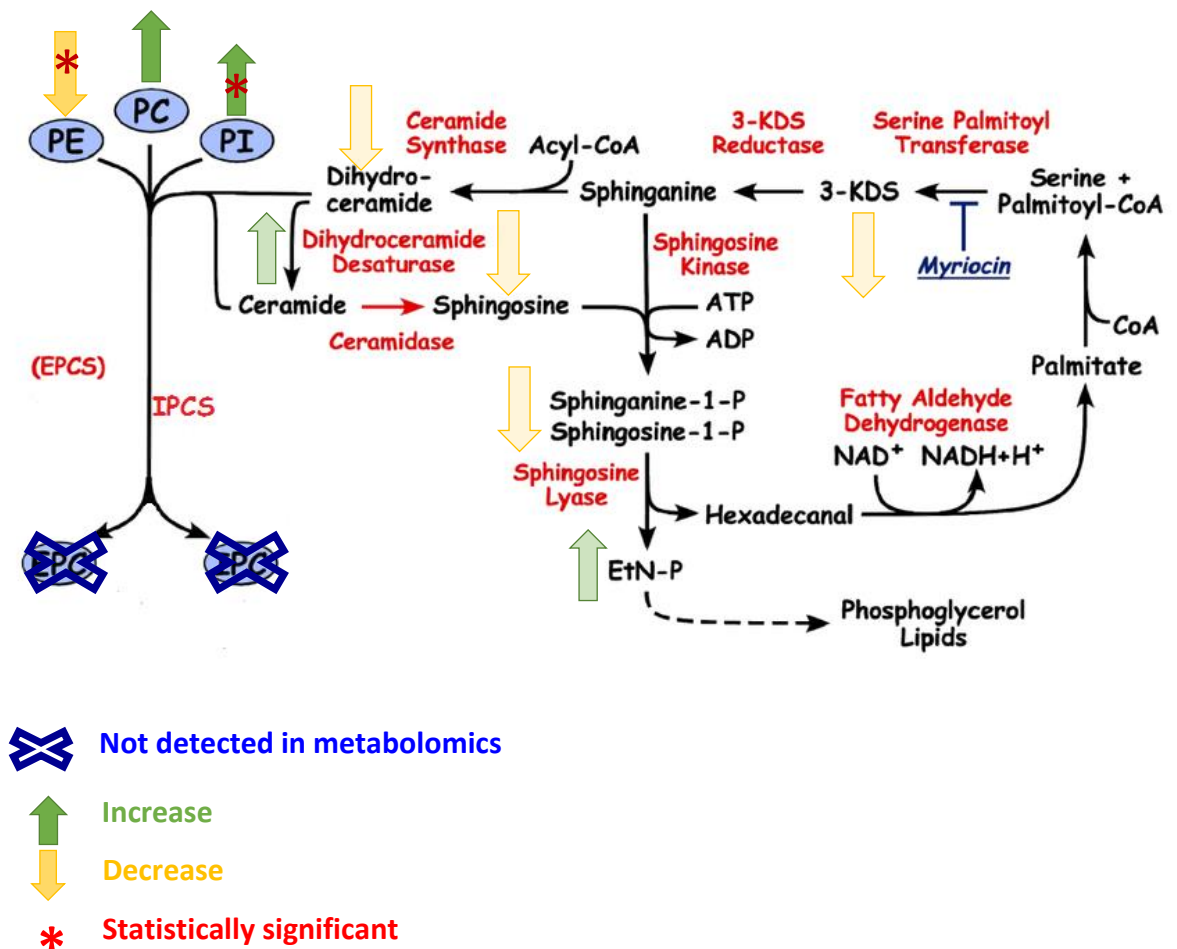 *
*
PC
PE
PI
Ceramide
Synthase
Acyl-CoA
3-KDS
Reductase
Serine Palmitoyl
Transferase
Dihydro-
ceramide
Sphinganine
3-KDS
Serine +
Palmitoyl-CoA
Dihydroceramide
Desaturase
Sphingosine
Kinase
Myriocin
Ceramide
Sphingosine
ATP
Ceramidase
ADP
CoA
(EPCS)
IPCS
Palmitate
Sphinganine-1-P
Sphingosine-1-P
Fatty Aldehyde
Dehydrogenase
NAD⁺ NADH+H⁺
Sphingosine
Lyase
Hexadecanal
EPC
IPC
EtN-P
Phosphoglycerol
Lipids
Not detected in metabolomics
Increase
Decrease
* Statistically significant